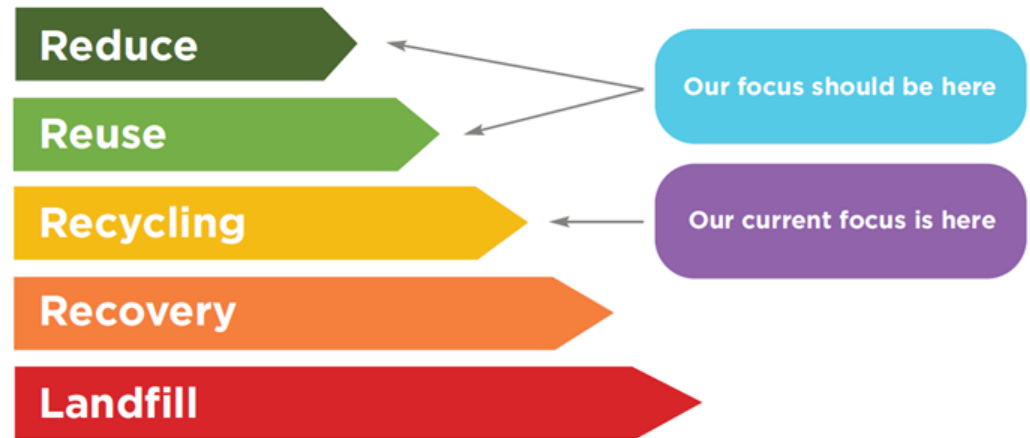 Reduce
Our focus should be here
Reuse
Recycling
Our current focus is here
Recovery
Landfill